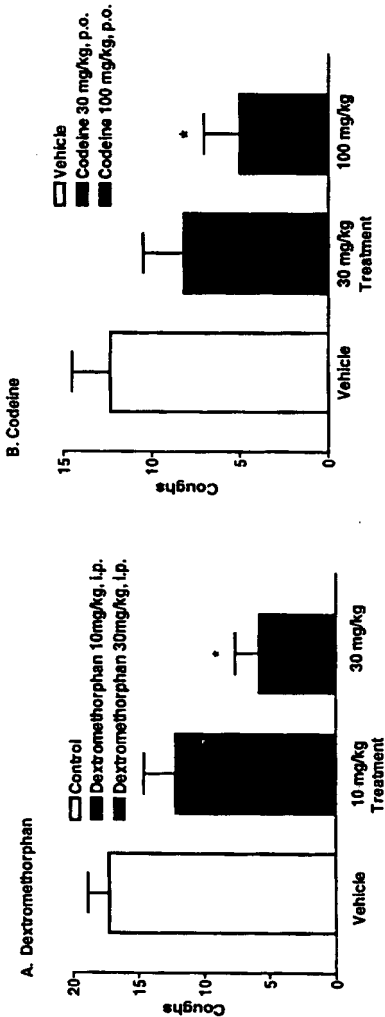 A. Dextromethorphan
Control
Dextromethorphan 10mg/kg, i.p.
Dextromethorphan 30mg/kg, i.p.
20
15
10
5
0
Coughs
*
Vehicle
10 mg/kg
30 mg/kg
Treatment
B. Codeine
Vehicle
Codeine 30 mg/kg, p.o.
Codeine 100 mg/kg, p.o.
15
10
5
0
Coughs
*
Vehicle
30 mg/kg
100 mg/kg
Treatment